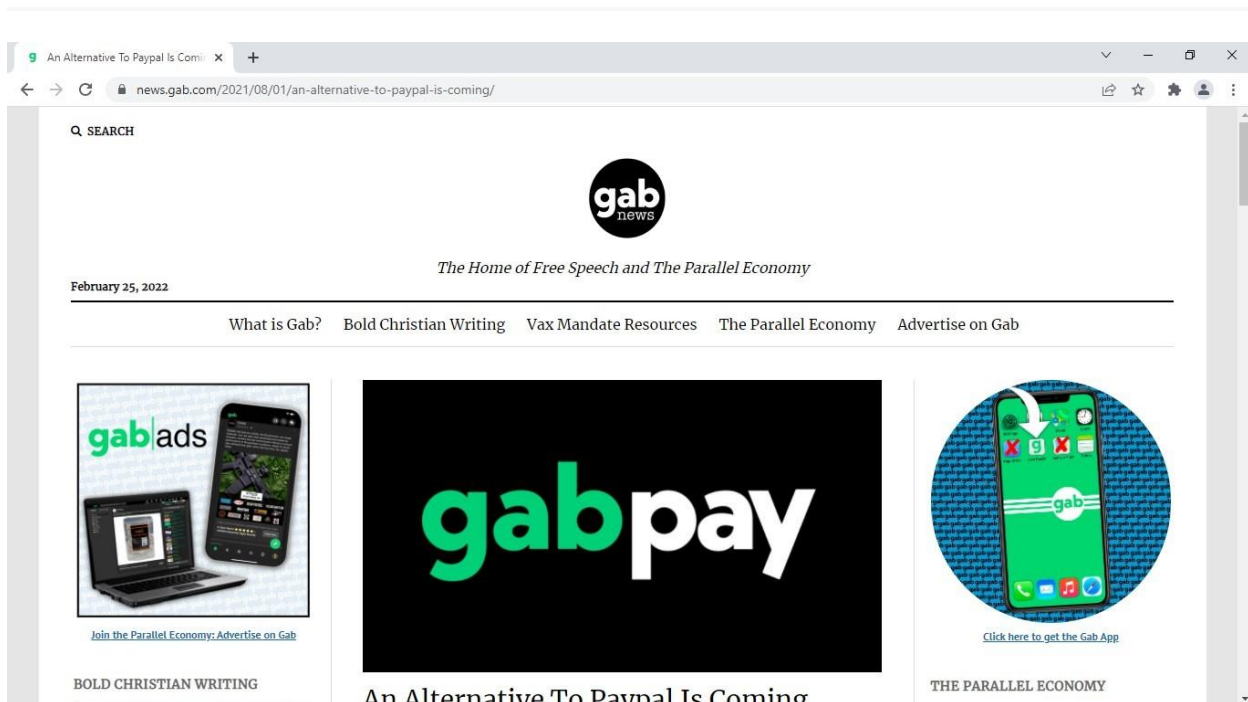 An Alternative To Paypal Is Comi
news.gab.com/2021/08/01/an-alternative-to-paypal-is-coming/
SEARCH
gab
news
The Home of Free Speech and The Parallel Economy
February 25, 2022
What is Gab? Bold Christian Writing Vax Mandate Resources The Parallel Economy Advertise on Gab
gab|ads
gabpay
gab
Join the Parallel Economy: Advertise on Gab
Click here to get the Gab App
BOLD CHRISTIAN WRITING
An Alternative To Paypal Is Coming
THE PARALLEL ECONOMY